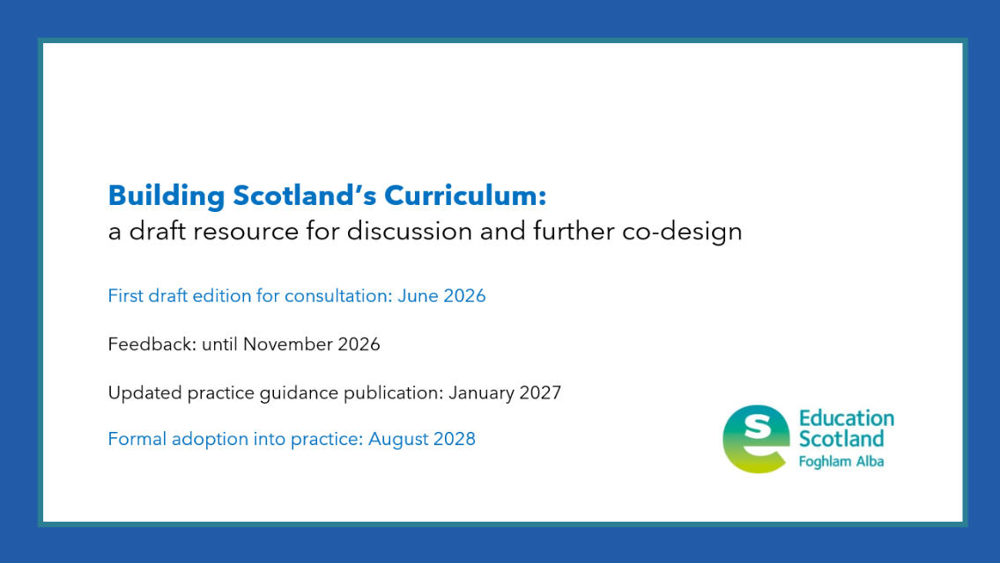 Building Scotland’s Curriculum:
a draft resource for discussion and further co-design
First draft edition for consultation: June 2026
Feedback: until November 2026
Updated practice guidance publication: January 2027
Formal adoption into practice: August 2028
Education
Scotland
Foghlam Alba